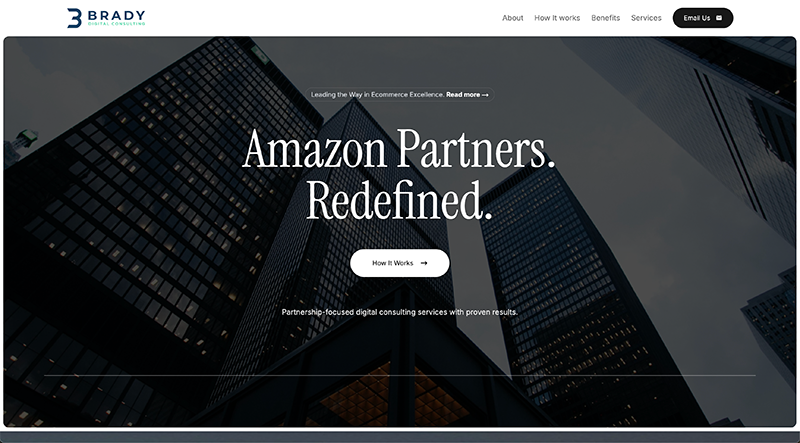 BRADY
DIGITAL CONSULTING
About
How It works
Benefits
Services
Email Us
Leading the Way in Ecommerce Excellence. Read more →
Amazon Partners.
Redefined.
How It Works →
Partnership-focused digital consulting services with proven results.